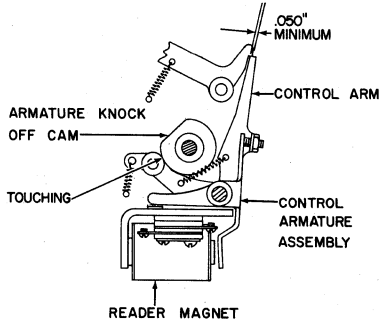 .050"
MINIMUM
CONTROL ARM
ARMATURE KNOCK
OFF CAM
TOUCHING
CONTROL
ARMATURE
ASSEMBLY
READER MAGNET